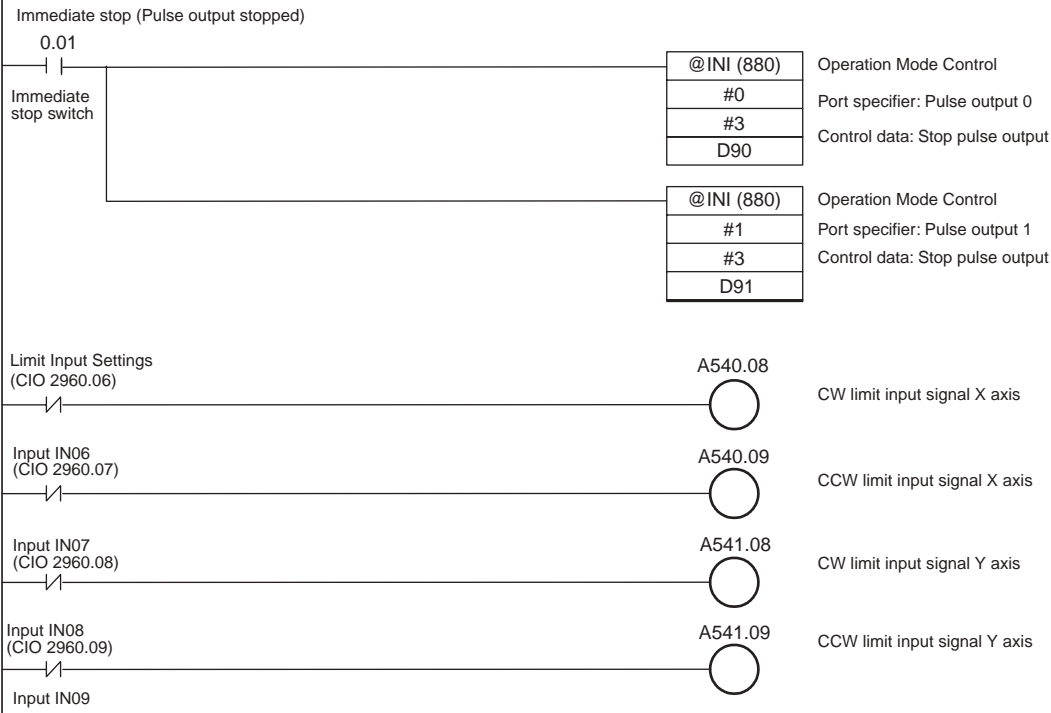 Immediate stop (Pulse output stopped)
0.01
Immediate
stop switch
@INI (880)
Operation Mode Control
#0
Port specifier: Pulse output 0
#3
Control data: Stop pulse output
D90
@INI (880)
Operation Mode Control
#1
Port specifier: Pulse output 1
#3
Control data: Stop pulse output
D91
Limit Input Settings
(CIO 2960.06)
A540.08
CW limit input signal X axis
Input IN06
(CIO 2960.07)
A540.09
CCW limit input signal X axis
Input IN07
(CIO 2960.08)
A541.08
CW limit input signal Y axis
Input IN08
(CIO 2960.09)
A541.09
CCW limit input signal Y axis
Input IN09